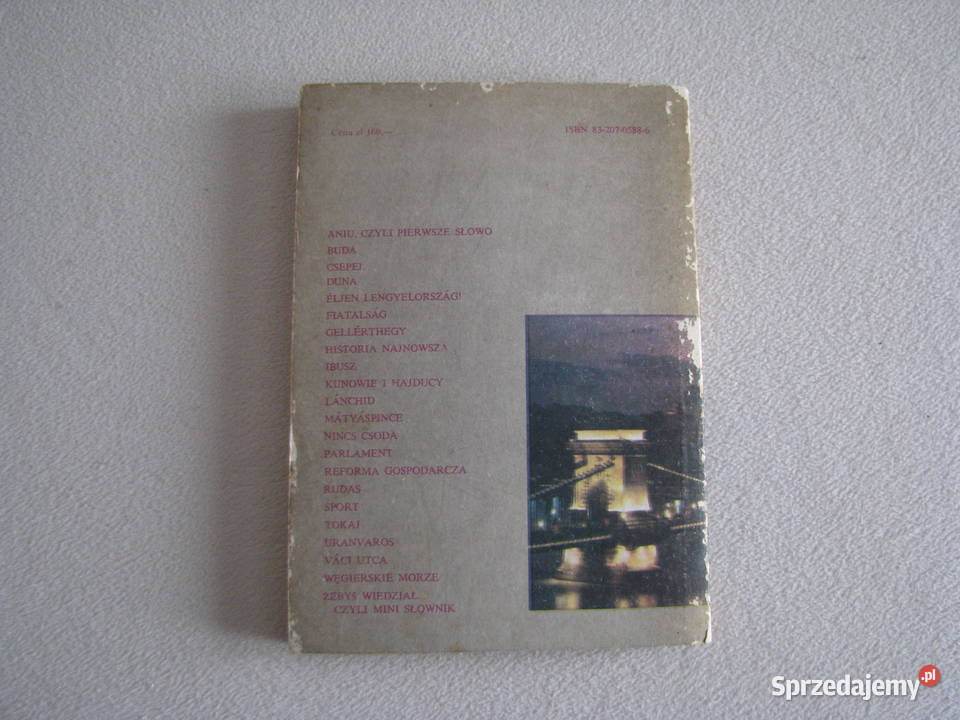 Cena zł 160,—
ISBN 83-207-0588-6
ANIU, CZYLI PIERWSZE SŁOWO
BUDA
CSEPEL
DUNA
ÉLJEN LENGYELORSZÁG!
FIATALSÁG
GELLÉRTHEGY
HISTORIA NAJNOWSZA
IBUSZ
KUNOWIE I HAJDUCY
LÁNCHID
MÁTYÁSPINCE
NINCS CSODA
PARLAMENT
REFORMA GOSPODARCZA
RUDAS
SPORT
TOKAJ
URANVAROS
VÁCI UTCA
WĘGIERSKIE MORZE
ŻEBYŚ WIEDZIAŁ,
CZYLI MINI SŁOWNIK
Sprzedajemy.pl